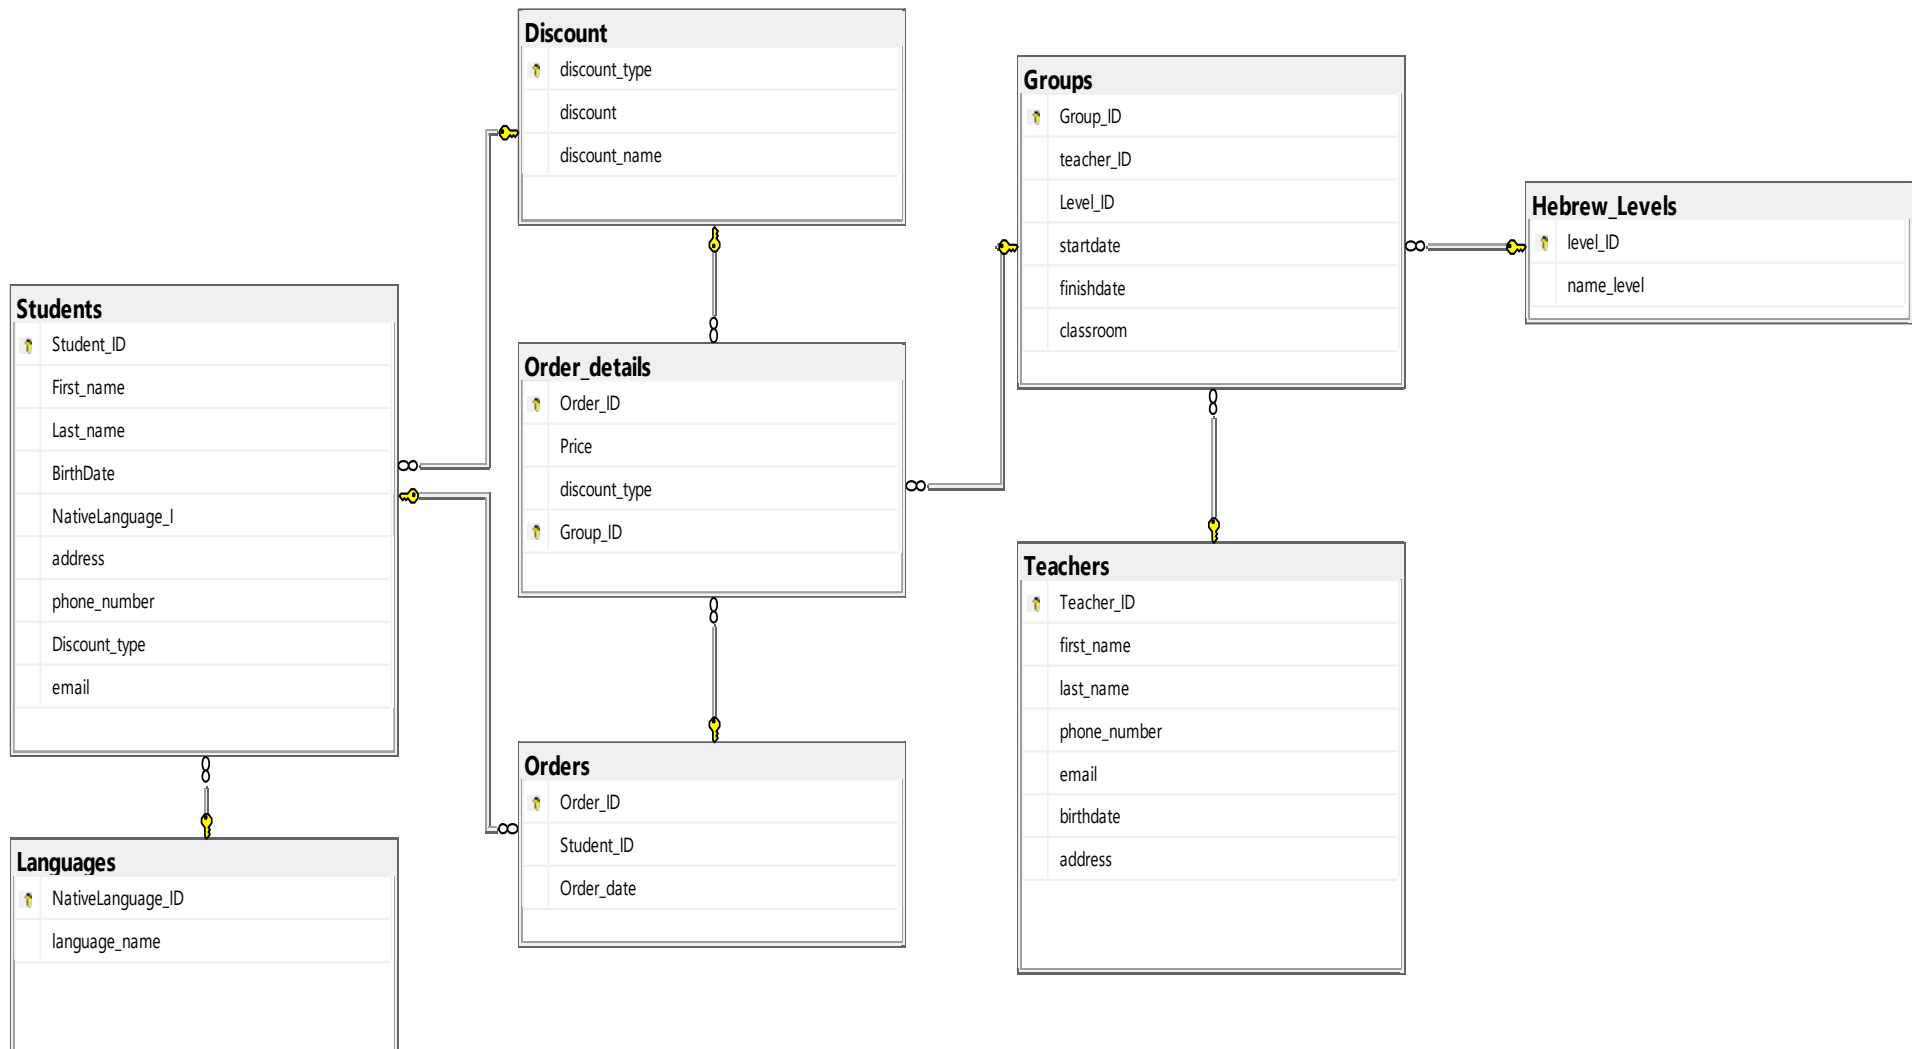 Discount
discount_type
discount
discount_name
Groups
Group_ID
teacher_ID
Level_ID
startdate
finishdate
classroom
Hebrew_Levels
level_ID
name_level
Students
Student_ID
First_name
Last_name
BirthDate
NativeLanguage_I
address
phone_number
Discount_type
email
Order_details
Order_ID
Price
discount_type
Group_ID
Teachers
Teacher_ID
first_name
last_name
phone_number
email
birthdate
address
Orders
Order_ID
Student_ID
Order_date
Languages
NativeLanguage_ID
language_name